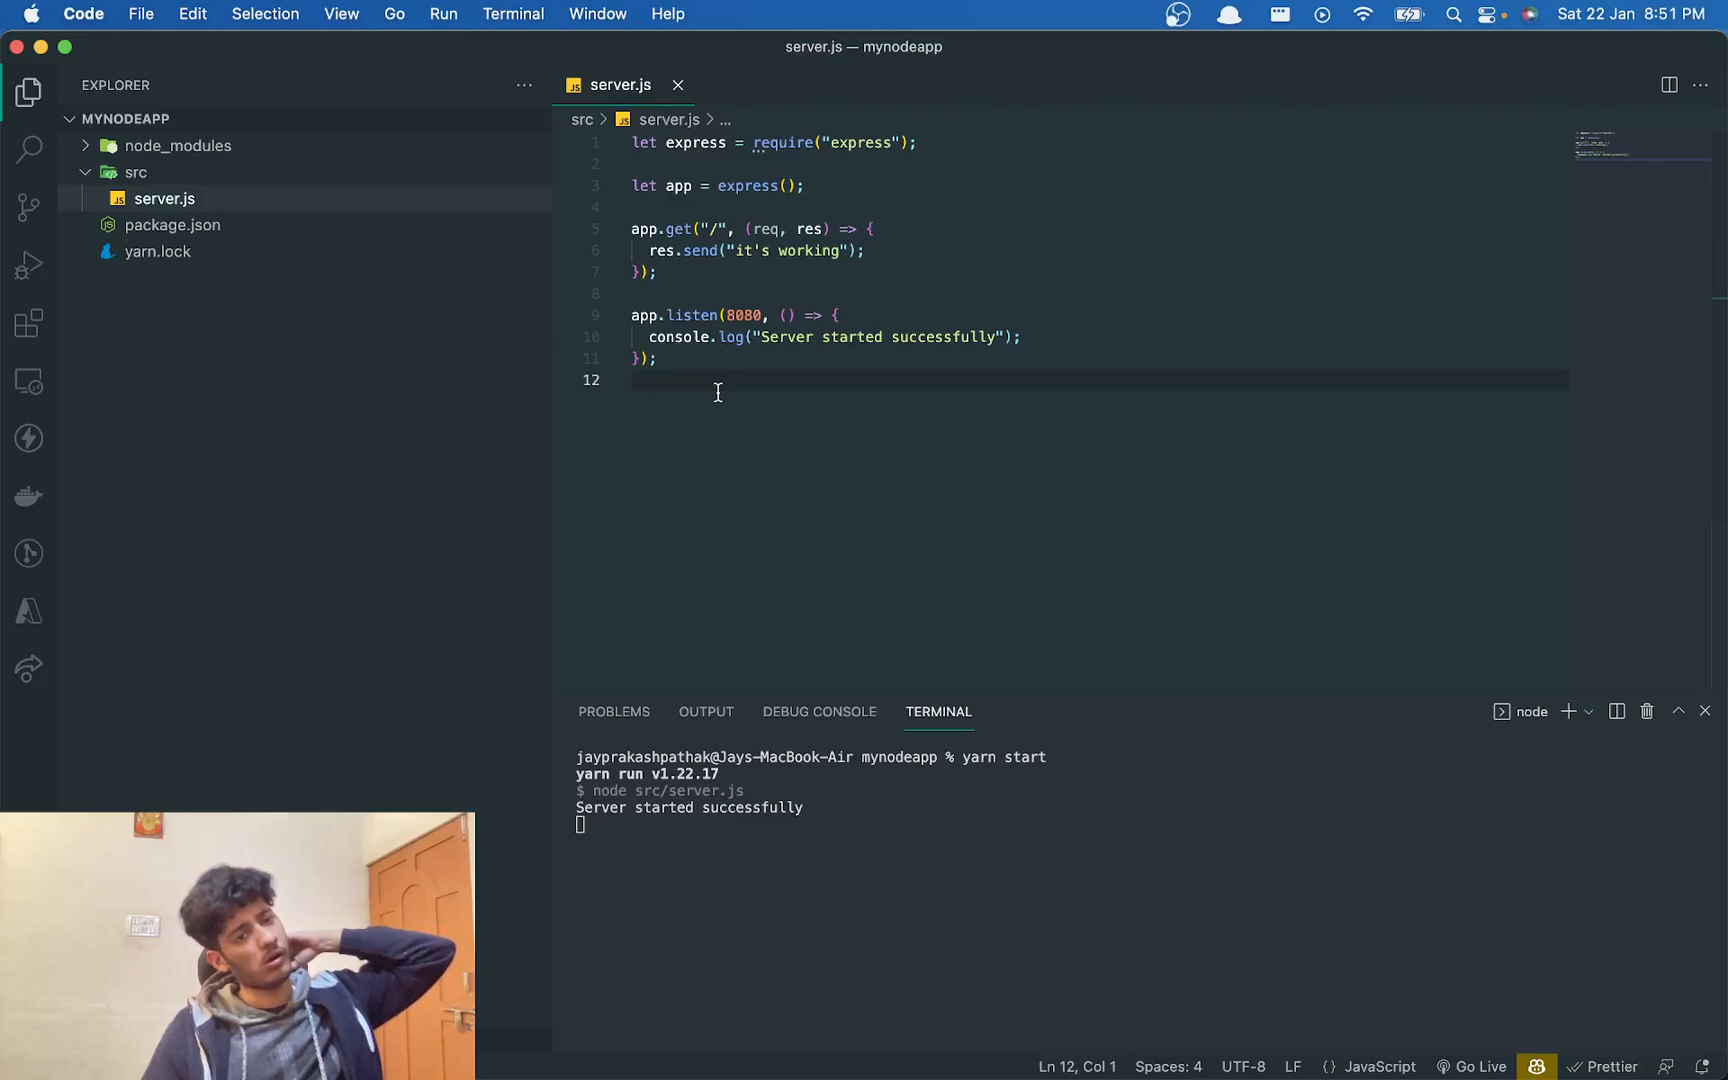 Code File Edit Selection View Go Run Terminal Window Help Sat 22 Jan 8:51 PM
server.js — mynodeapp
EXPLORER
server.js
MYNODEAPP
src > server.js > ...
node_modules
src
server.js
package.json
yarn.lock
1 let express = require("express");
2
3 let app = express();
4
5 app.get("/", (req, res) => {
6 res.send("it's working");
7 });
8
9 app.listen(8080, () => {
10 console.log("Server started successfully");
11 });
12
PROBLEMS OUTPUT DEBUG CONSOLE TERMINAL node
jayprakashpathak@Jays-MacBook-Air mynodeapp % yarn start
yarn run v1.22.17
$ node src/server.js
Server started successfully
Ln 12, Col 1 Spaces: 4 UTF-8 LF {} JavaScript Go Live Prettier